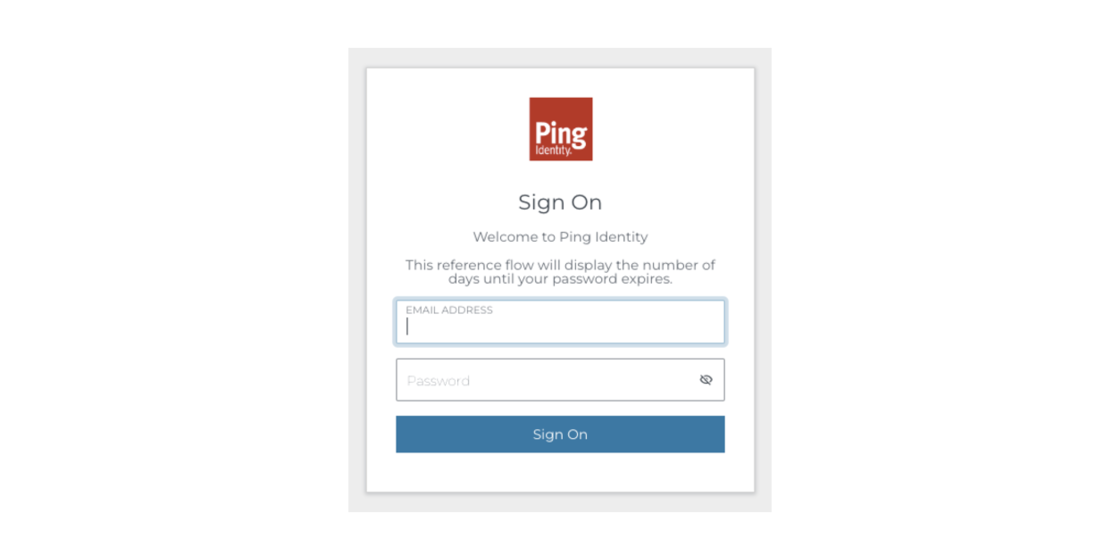 Ping
Identity.
Sign On
Welcome to Ping Identity
This reference flow will display the number of
days until your password expires.
EMAIL ADDRESS
Password
Sign On